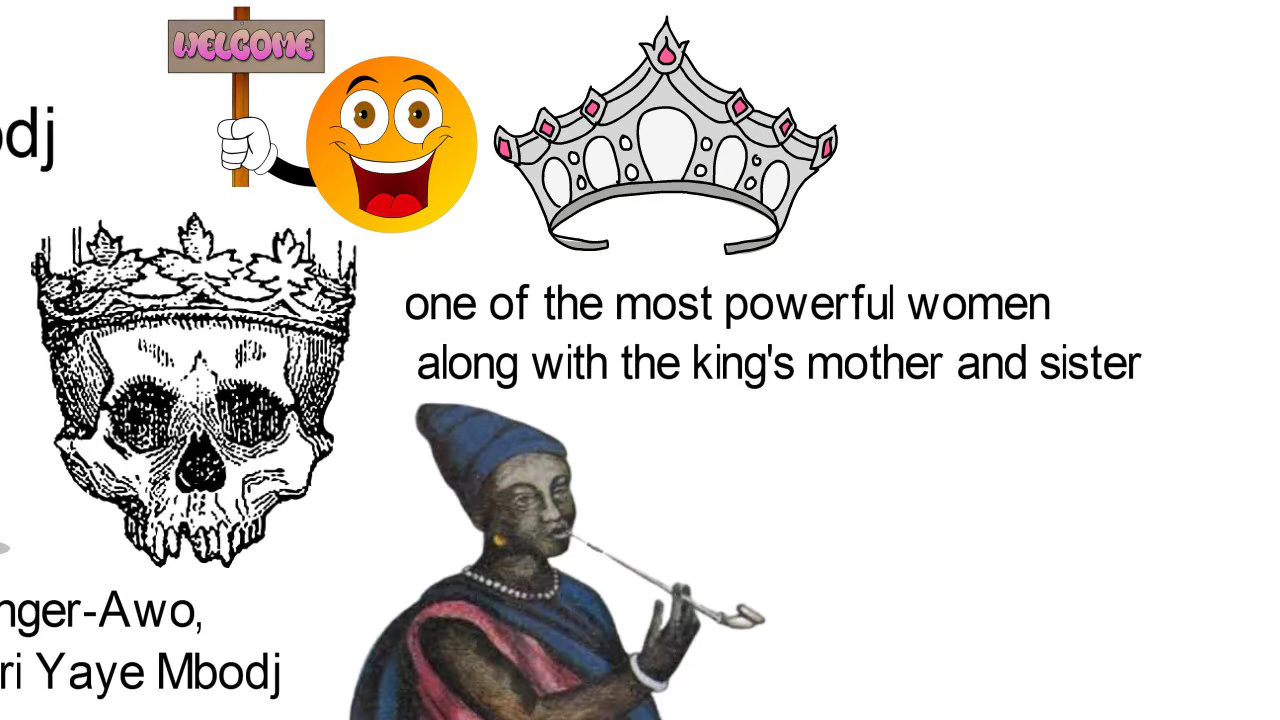 WELCOME
odj
one of the most powerful women
along with the king's mother and sister
nger-Awo,
ri Yaye Mbodj